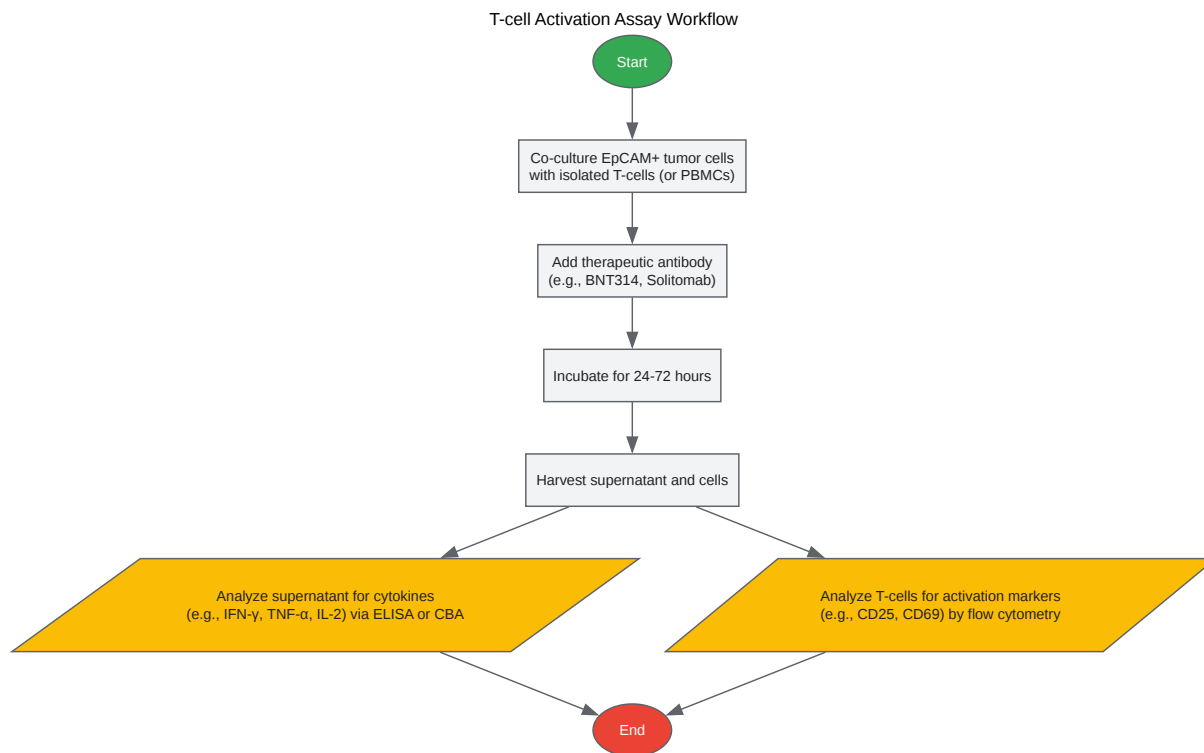 T-cell Activation Assay Workflow
Start
Co-culture EpCAM+ tumor cells
with isolated T-cells (or PBMCs)
Add therapeutic antibody
(e.g., BNT314, Solitomab)
Incubate for 24-72 hours
Harvest supernatant and cells
Analyze supernatant for cytokines
(e.g., IFN-γ, TNF-α, IL-2) via ELISA or CBA
Analyze T-cells for activation markers
(e.g., CD25, CD69) by flow cytometry
End